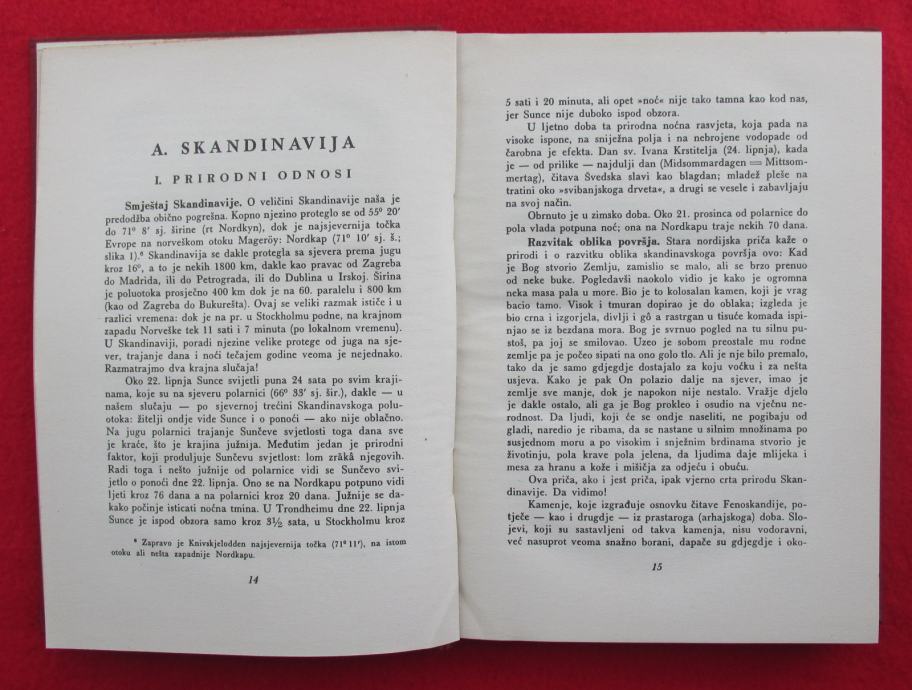 A. SKANDINAVIJA
I. PRIRODNI ODNOSI
Smještaj Skandinavije. O veličini Skandinavije naša je
predodžba obično pogrešna. Kopno njezino proteglo se od 55° 20'
do 71° 8' sj. širine (rt Nordkyn), dok je najsjevernija točka
Evrope na norveškom otoku Mageröy: Nordkap (71° 10' sj. š.;
slika 1).* Skandinavija se dakle protegla sa sjevera prema jugu
kroz 16°, a to je nekih 1800 km, dakle kao pravac od Zagreba
do Madrida, ili do Petrograda, ili do Dublina u Irskoj. Širina
je poluotoka prosječno 400 km dok je na 60. paralelu i 800 km
(kao od Zagreba do Bukurešta). Ovaj se veliki razmak ističe i u
razlici vremena: dok je na pr. u Stockholmu podne, na krajnom
zapadu Norveške tek 11 sati i 7 minuta (po lokalnom vremenu).
U Skandinaviji, poradi njezine velike protege od juga na sje-
ver, trajanje dana i noći tečajem godine veoma je nejednako.
Razmatrajmo dva krajna slučaja!
Oko 22. lipnja Sunce svijetli puna 24 sata po svim kraji-
nama, koje su na sjeveru polarnici (66° 33' sj. šir.), dakle — u
našem slučaju — po sjevernoj trećini Skandinavskoga polu-
otoka: žitelji ondje vide Sunce i o ponoći — ako nije oblačno.
Na jugu polarnici trajanje Sunčeve svjetlosti toga dana sve
je kraće, što je krajina južnija. Međutim jedan je prirodni
faktor, koji produljuje Sunčevu svjetlost: lom zrâkâ njegovih.
Radi toga i nešto južnije od polarnice vidi se Sunčevo svi-
jetlo o ponoći dne 22. lipnja. Ono se na Nordkapu potpuno vidi
ljeti kroz 76 dana a na polarnici kroz 20 dana. Južnije se da-
kako počinje isticati noćna tmina. U Trondheimu dne 22. lipnja
Sunce je ispod obzora samo kroz 3½ sata, u Stockholmu kroz
* Zapravo je Knivskjelodden najsjevernija točka (71° 11'), na istom
otoku ali nešta zapadnije Nordkapu.
14
5 sati i 20 minuta, ali opet »noć« nije tako tamna kao kod nas,
jer Sunce nije duboko ispod obzora.
U ljetno doba ta prirodna noćna rasvjeta, koja pada na
visoke ispone, na sniježna polja i na nebrojene vodopade od
čarobna je efekta. Dan sv. Ivana Krstitelja (24. lipnja), kada
je — od prilike — najdulji dan (Midsommardagen = Mittsom-
mertag), čitava Švedska slavi kao blagdan; mladež pleše na
tratini oko »svibanjskoga drveta«, a drugi se vesele i zabavljaju
na svoj način.
Obrnuto je u zimsko doba. Oko 21. prosinca od polarnice do
pola vlada potpuna noć; ona na Nordkapu traje nekih 70 dana.
Razvitak oblika površja. Stara nordijska priča kaže o
prirodi i o razvitku oblika skandinavskoga površja ovo: Kad
je Bog stvorio Zemlju, zamislio se malo, ali se brzo prenuo
od neke buke. Pogledavši naokolo vidio je kako je ogromna
neka masa pala u more. Bio je to kolosalan kamen, koji je vrag
bacio tamo. Visok i tmuran dopirao je do oblaka; izgleda je
bio crna i izgorjela, divlji i gô a rastrgan u tisuće komada ispi-
njao se iz bezdana mora. Bog je svrnuo pogled na tu silnu pu-
stoš, pa joj se smilovao. Uzeo je sobom preostale mu rodne
zemlje pa je počeo sipati na ono golo tlo. Ali je nje bilo premalo,
tako da je samo gdjegdje dostajalo za koju voćku i za nešta
usjeva. Kako je pak On polazio dalje na sjever, imao je
zemlje sve manje, dok je napokon nije nestalo. Vražje djelo
je dakle ostalo, ali ga je Bog prokleo i osudio na vječnu ne-
rodnost. Da ljudi, koji će se ondje naseliti, ne pogibaju od
gladi, naredio je ribama, da se nastane u silnim množinama po
susjednom moru a po visokim i snježnim brdinama stvorio je
životinju, pola krave pola jelena, da ljudima daje mlijeka i
mesa za hranu a kože i mišičja za odjeću i obuću.
Ova priča, ako i jest priča, ipak vjerno crta prirodu Skan-
dinavije. Da vidimo!
Kamenje, koje izgrađuje osnovku čitave Fenoskandije, po-
tječe — kao i drugdje — iz prastaroga (arhajskoga) doba. Slo-
jevi, koji su sastavljeni od takva kamenja, nisu vodoravni,
već nasuprot veoma snažno borani, dapače su gdjegdje i oko-
15